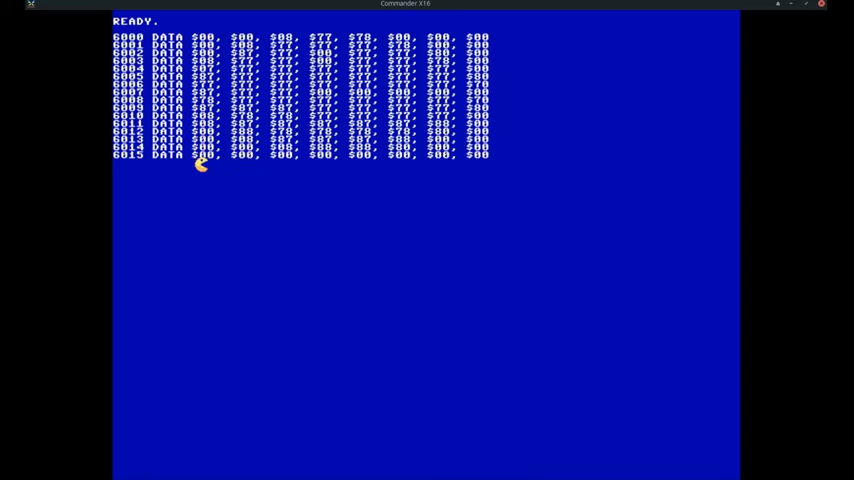 Commander X16
READY.
6000 DATA $00, $00, $08, $77, $78, $00, $00, $00
6001 DATA $00, $08, $77, $77, $77, $78, $00, $00
6002 DATA $00, $87, $77, $00, $77, $77, $80, $00
6003 DATA $08, $77, $77, $00, $77, $77, $78, $00
6004 DATA $07, $77, $77, $77, $77, $77, $77, $00
6005 DATA $87, $77, $77, $77, $77, $77, $77, $80
6006 DATA $77, $77, $77, $77, $77, $77, $77, $70
6007 DATA $87, $77, $77, $00, $00, $00, $00, $00
6008 DATA $78, $77, $77, $77, $77, $77, $77, $70
6009 DATA $87, $87, $87, $77, $77, $77, $77, $80
6010 DATA $08, $78, $78, $77, $77, $77, $77, $00
6011 DATA $08, $87, $87, $87, $87, $87, $88, $00
6012 DATA $00, $88, $78, $78, $78, $78, $80, $00
6013 DATA $00, $08, $87, $87, $87, $88, $00, $00
6014 DATA $00, $00, $08, $88, $88, $80, $00, $00
6015 DATA $00, $00, $00, $00, $00, $00, $00, $00